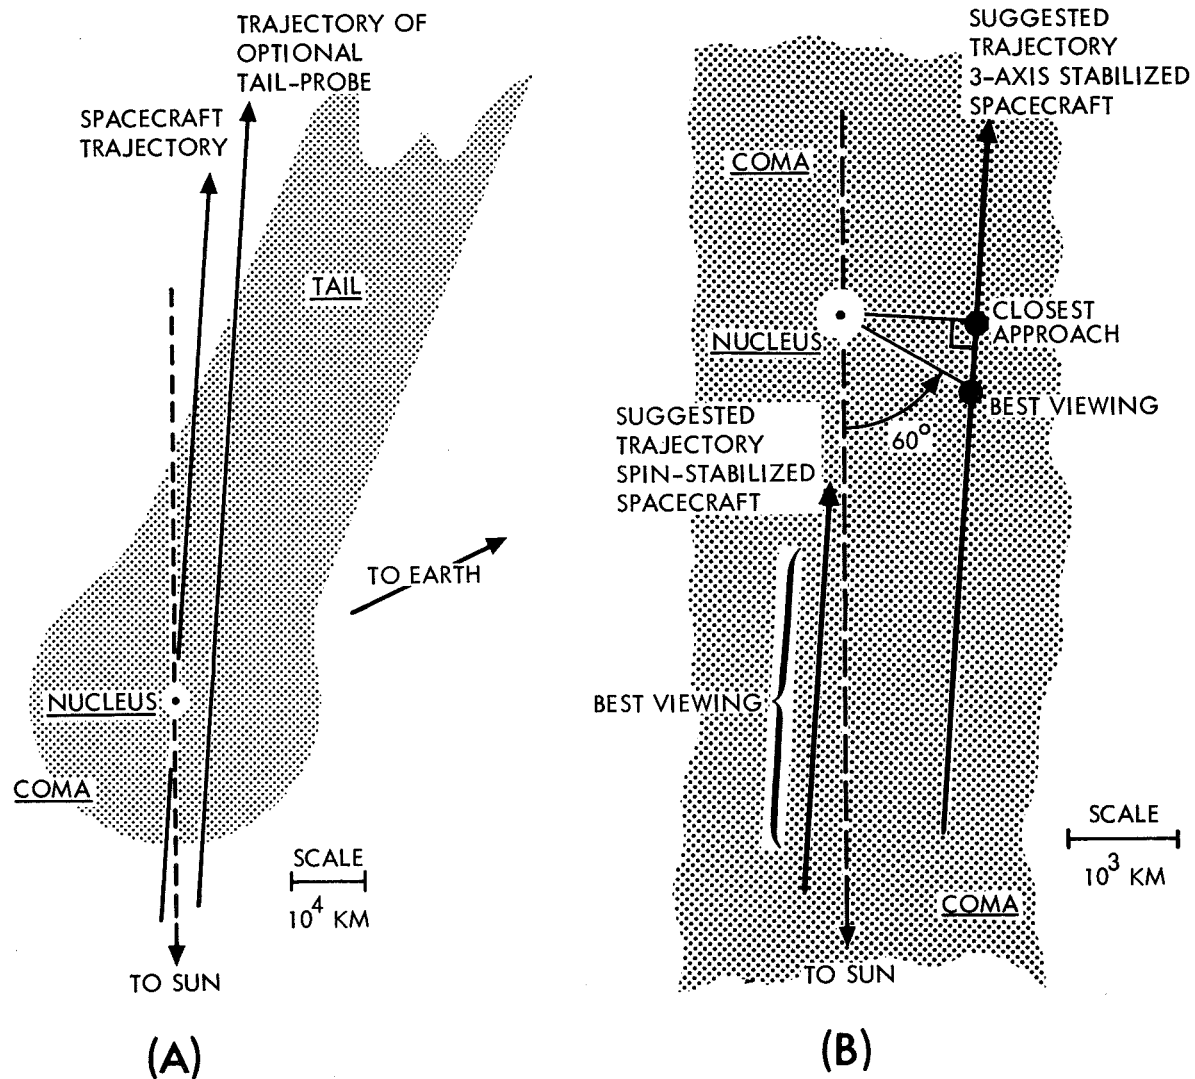 TRAJECTORY OF
OPTIONAL
TAIL-PROBE
SPACECRAFT
TRAJECTORY
TAIL
TO EARTH
NUCLEUS
COMA
SCALE
10⁴ KM
TO SUN
(A)
SUGGESTED
TRAJECTORY
3-AXIS STABILIZED
SPACECRAFT
COMA
CLOSEST
APPROACH
NUCLEUS
BEST VIEWING
60°
SUGGESTED
TRAJECTORY
SPIN-STABILIZED
SPACECRAFT
BEST VIEWING
SCALE
10³ KM
COMA
TO SUN
(B)